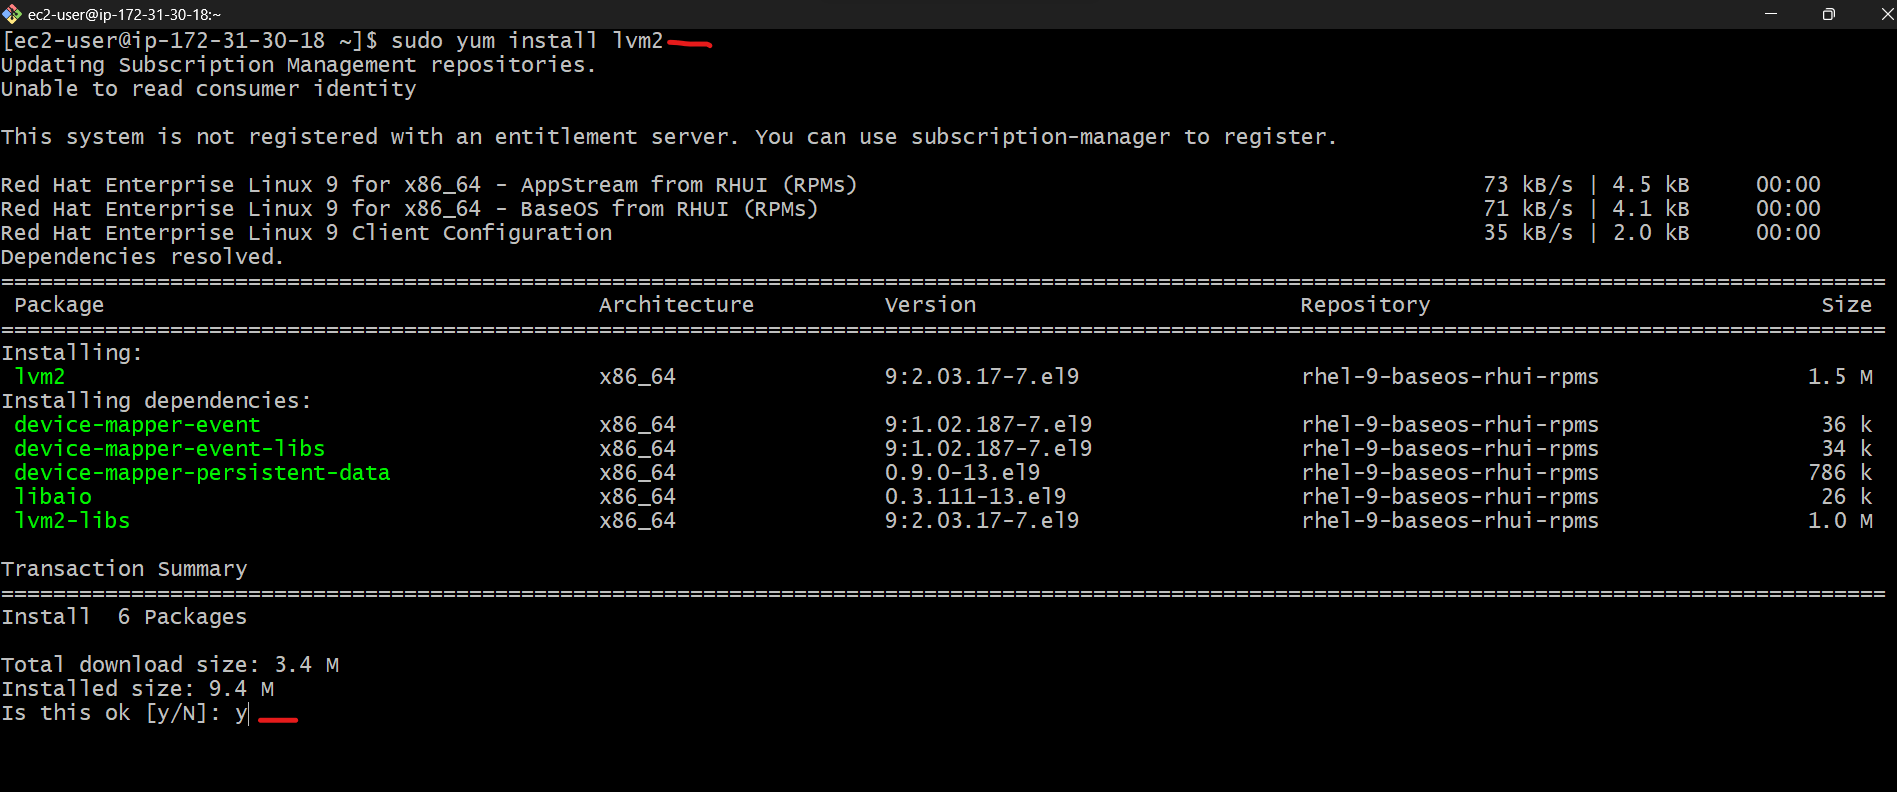 ec2-user@ip-172-31-30-18:~
[ec2-user@ip-172-31-30-18 ~]$ sudo yum install lvm2
Updating Subscription Management repositories.
Unable to read consumer identity
This system is not registered with an entitlement server. You can use subscription-manager to register.
Red Hat Enterprise Linux 9 for x86_64 - AppStream from RHUI (RPMs) 73 kB/s | 4.5 kB 00:00
Red Hat Enterprise Linux 9 for x86_64 - BaseOS from RHUI (RPMs) 71 kB/s | 4.1 kB 00:00
Red Hat Enterprise Linux 9 Client Configuration 35 kB/s | 2.0 kB 00:00
Dependencies resolved.
Package Architecture Version Repository Size
Installing:
lvm2 x86_64 9:2.03.17-7.el9 rhel-9-baseos-rhui-rpms 1.5 M
Installing dependencies:
device-mapper-event x86_64 9:1.02.187-7.el9 rhel-9-baseos-rhui-rpms 36 k
device-mapper-event-libs x86_64 9:1.02.187-7.el9 rhel-9-baseos-rhui-rpms 34 k
device-mapper-persistent-data x86_64 0.9.0-13.el9 rhel-9-baseos-rhui-rpms 786 k
libaio x86_64 0.3.111-13.el9 rhel-9-baseos-rhui-rpms 26 k
lvm2-libs x86_64 9:2.03.17-7.el9 rhel-9-baseos-rhui-rpms 1.0 M
Transaction Summary
Install 6 Packages
Total download size: 3.4 M
Installed size: 9.4 M
Is this ok [y/N]: y